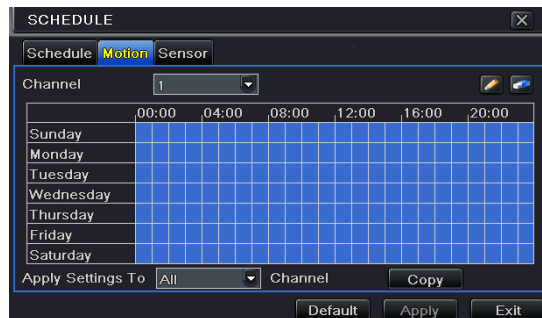 SCHEDULE
Schedule Motion Sensor
Channel 1
00:00 04:00 08:00 12:00 16:00 20:00
Sunday
Monday
Tuesday
Wednesday
Thursday
Friday
Saturday
Apply Settings To All Channel Copy
Default Apply Exit